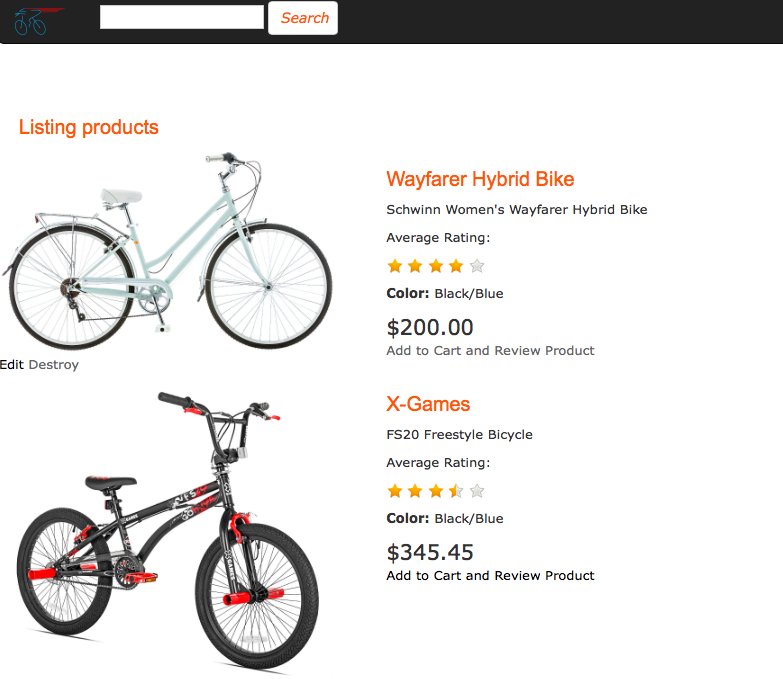 Search
Listing products
Wayfarer Hybrid Bike
Schwinn Women's Wayfarer Hybrid Bike
Average Rating:
Color: Black/Blue
$200.00
Add to Cart and Review Product
Edit Destroy
X-Games
FS20 Freestyle Bicycle
Average Rating:
Color: Black/Blue
$345.45
Add to Cart and Review Product